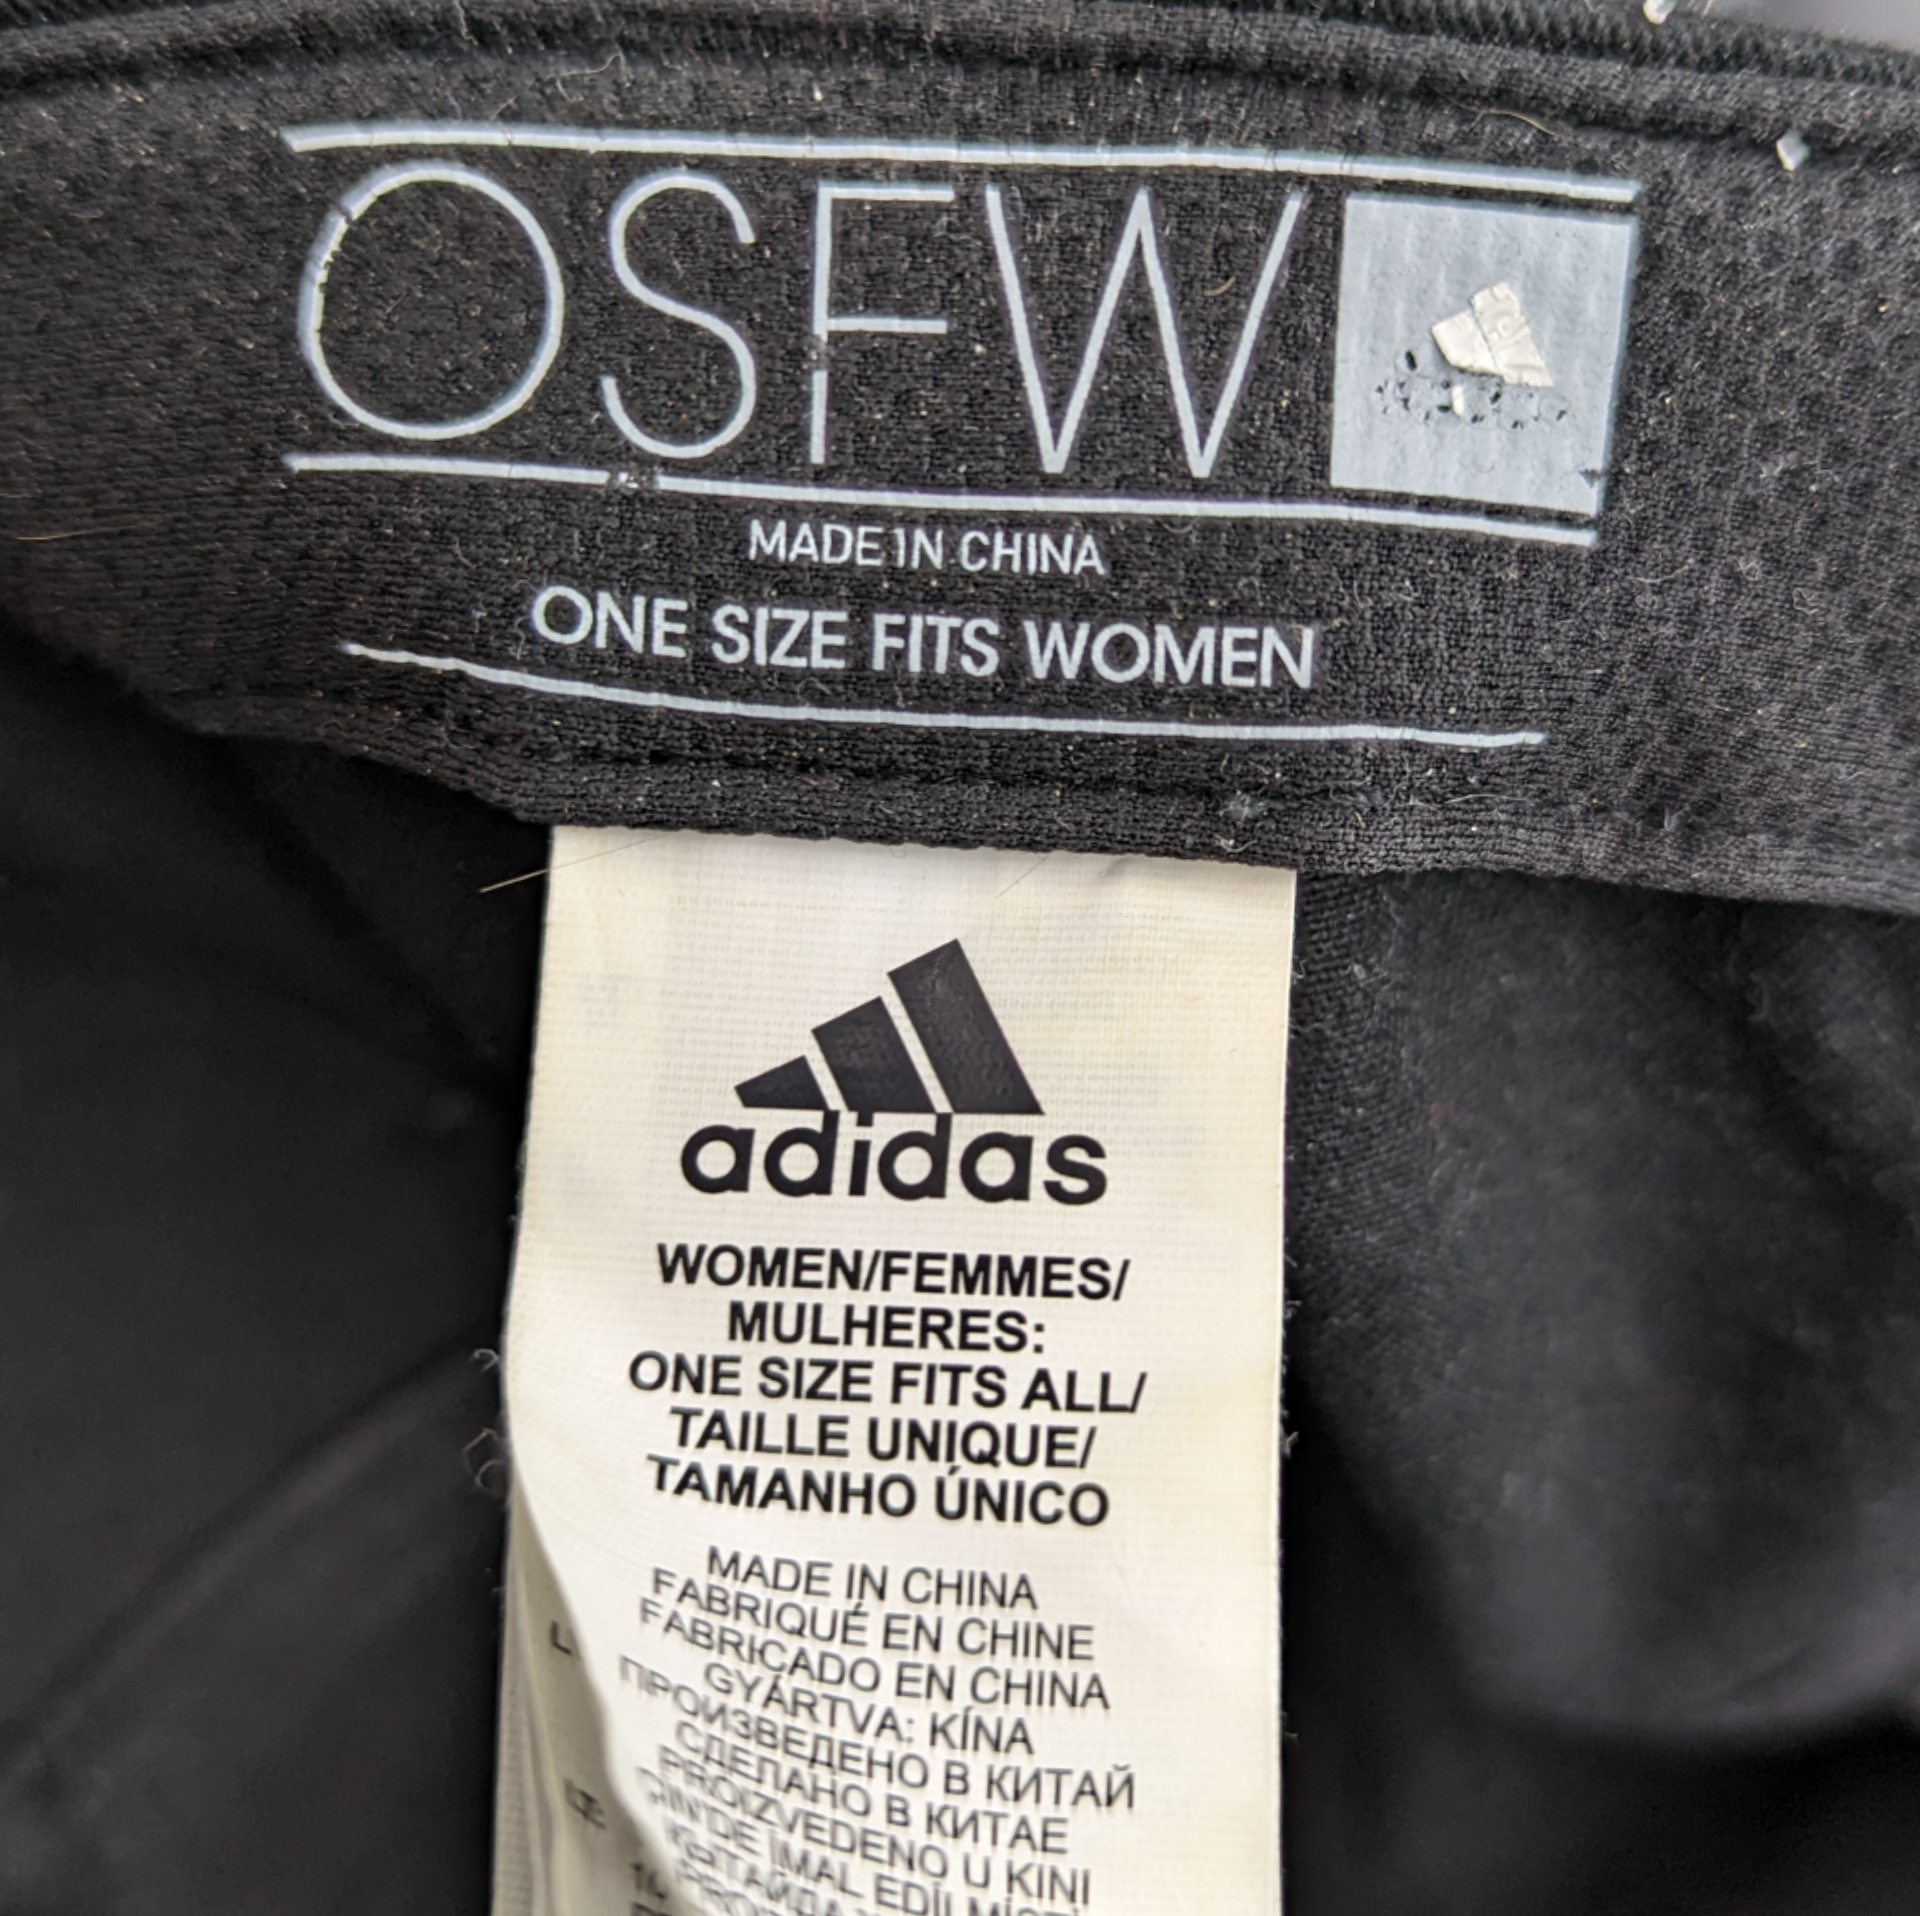 OSFW
MADE IN CHINA
ONE SIZE FITS WOMEN
adidas
WOMEN/FEMMES/
MULHERES:
ONE SIZE FITS ALL/
TAILLE UNIQUE/
TAMANHO ÚNICO
MADE IN CHINA
FABRIQUÉ EN CHINE
FABRICADO EN CHINA
GYÁRTVA: KÍNA
ПРОИЗВЕДЕНО В КИТАЙ
СДЕЛАНО В КИТАЕ
PROIZVEDENO U KINI
IMAL